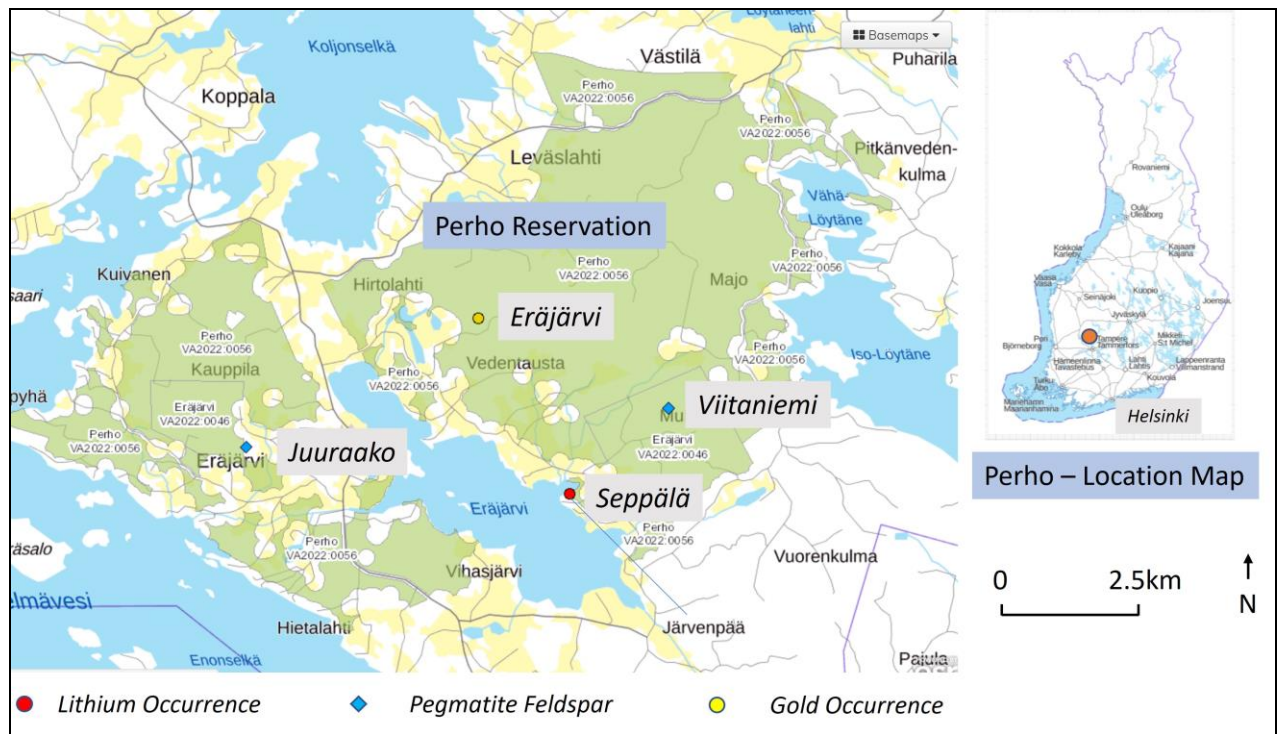 Löytäneen-
lahti
Koljonselkä
Basemaps
Västilä
Puharila
Koppala
Perho
VA2022:0056
Perho
VA2022:0056
Leväslahti
Pitkänveden-
kulma
Vähä-
Löytäne
Perho Reservation
Kuivanen
Hirtolahti
Perho
VA2022:0056
Majo
Perho
VA2022:0056
saari
Eräjärvi
Perho
VA2022:0056
Kauppila
Perho
VA2022:0056
Vedentausta
Perho
VA2022:0056
Iso-Löytäne
Eräjärvi
VA2022:0046
Viitaniemi
Perho
VA2022:0056
Eräjärvi
Juuraako
Eräjärvi
VA2022:0046
Seppälä
Eräjärvi
Perho
VA2022:0056
Perho
VA2022:0056
Vuorenkulma
Vihasjärvi
Hietalahti
Järvenpää
Enonselkä
Pajula
Lithium Occurrence
Pegmatite Feldspar
Gold Occurrence
Rovaniemi
Oulu
Uleåborg
Kokkola
Karleby
Kajaani
Kajana
Vaasa
Vasa
Seinäjoki
Kuopio
Joensuu
Jyväskylä
Pori
Björneborg
Tampere
Tammerfors
Mikkeli
S:t Michel
Hämeenlinna
Tavastehus
Lahti
Lahtis
Lappeenranta
Villmanstrand
Kouvola
Turku
Åbo
Maarianhamina
Helsinki
Perho – Location Map
0 2.5km
N